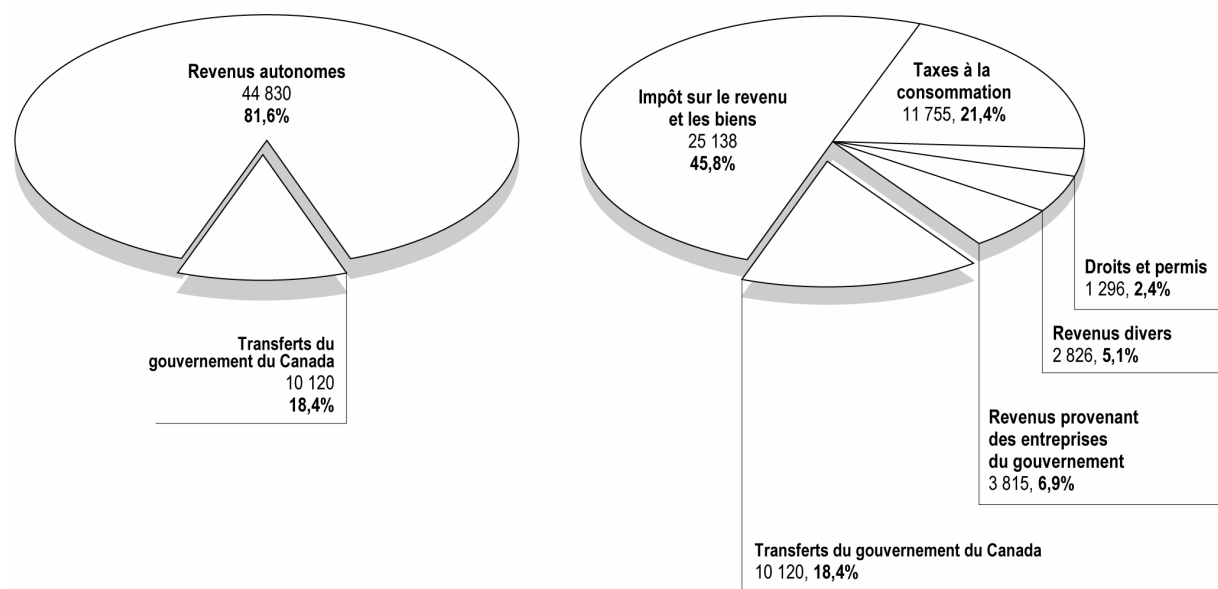 Revenus autonomes
44 830
81,6%
Transferts du
gouvernement du Canada
10 120
18,4%
Impôt sur le revenu
et les biens
25 138
45,8%
Taxes à la
consommation
11 755, 21,4%
Droits et permis
1 296, 2,4%
Revenus divers
2 826, 5,1%
Revenus provenant
des entreprises
du gouvernement
3 815, 6,9%
Transferts du gouvernement du Canada
10 120, 18,4%